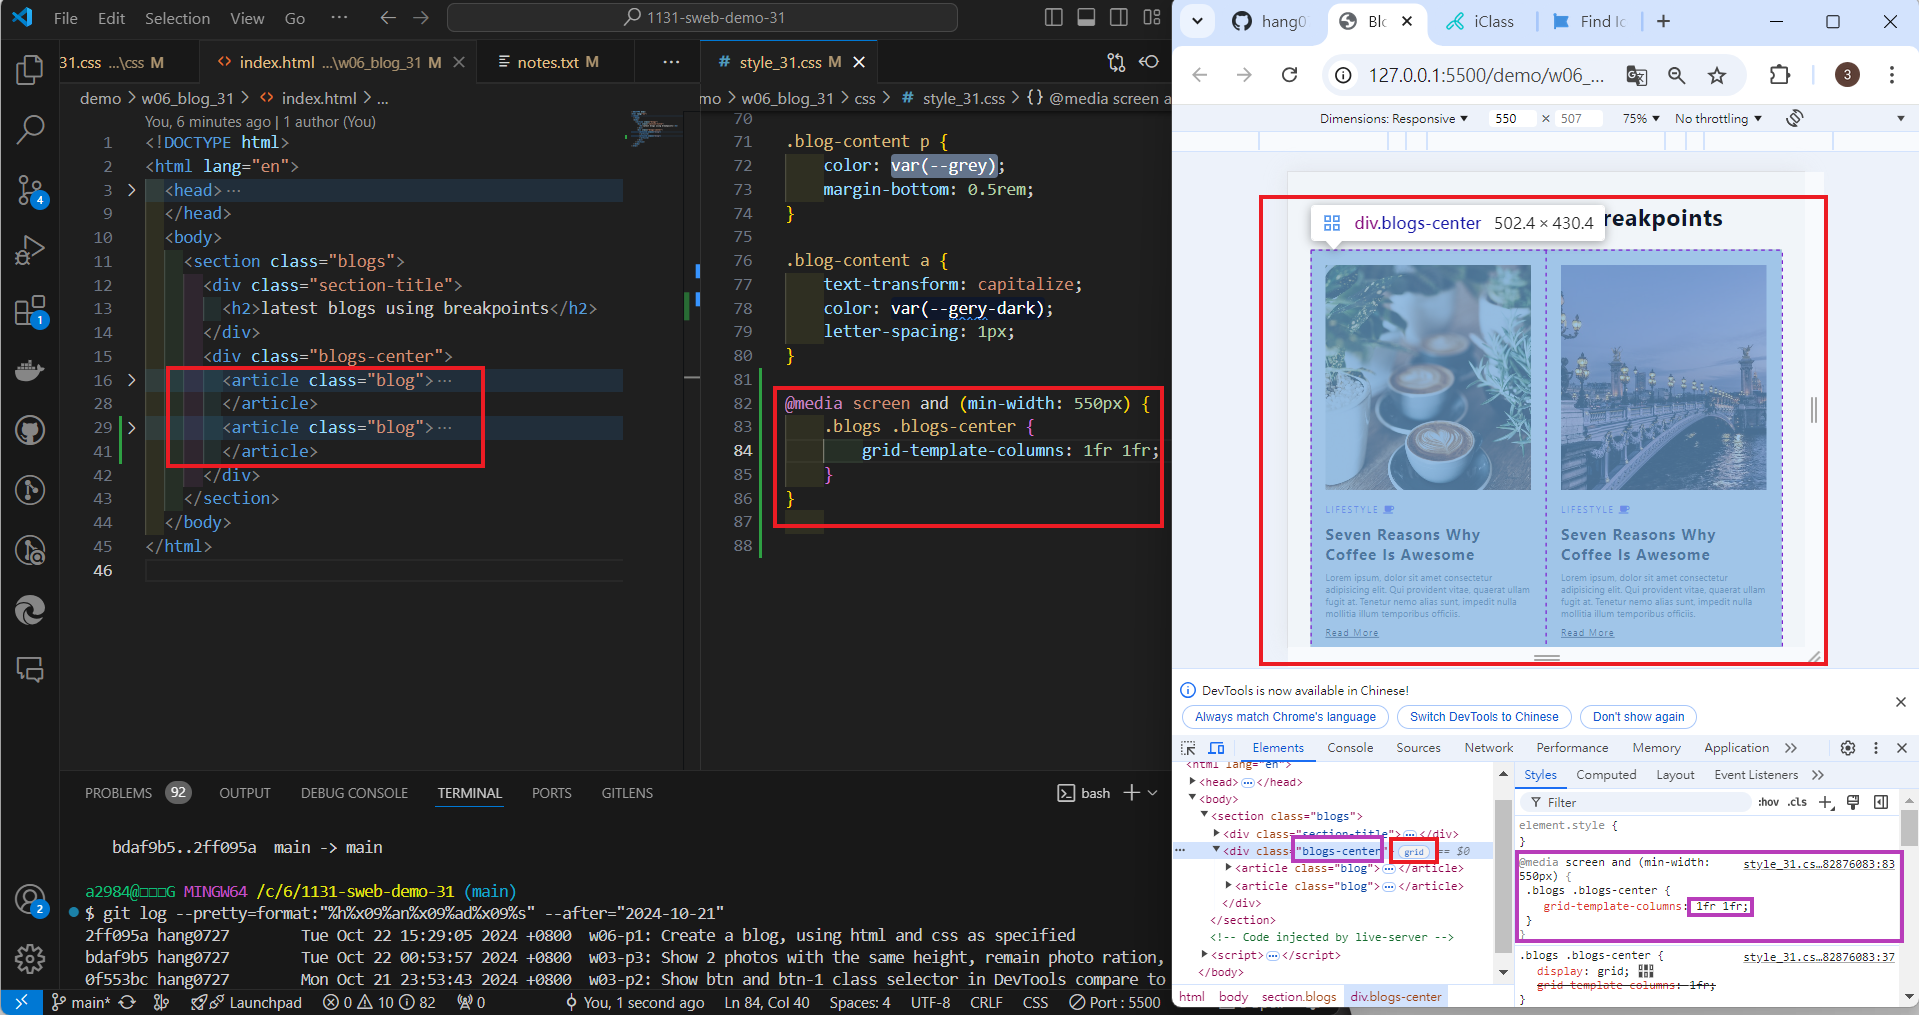 File Edit Selection View Go ··· 1131-sweb-demo-31
31.css ...\css M
index.html ...\w06_blog_31 M
notes.txt M
···
# style_31.css M
demo > w06_blog_31 > index.html > ...
You, 6 minutes ago | 1 author (You)
1 <!DOCTYPE html>
2 <html lang="en">
3 <head> ···
9 </head>
10 <body>
11 <section class="blogs">
12 <div class="section-title">
13 <h2>latest blogs using breakpoints</h2>
14 </div>
15 <div class="blogs-center">
16 <article class="blog"> ···
28 </article>
29 <article class="blog"> ···
41 </article>
42 </div>
43 </section>
44 </body>
45 </html>
46
mo > w06_blog_31 > css > # style_31.css > {} @media screen a
70
71 .blog-content p {
72 color: var(--grey);
73 margin-bottom: 0.5rem;
74 }
75
76 .blog-content a {
77 text-transform: capitalize;
78 color: var(--gery-dark);
79 letter-spacing: 1px;
80 }
81
82 @media screen and (min-width: 550px) {
83 .blogs .blogs-center {
84 grid-template-columns: 1fr 1fr;
85 }
86 }
87
88
PROBLEMS 92 OUTPUT DEBUG CONSOLE TERMINAL PORTS GITLENS
bash
bdaf9b5..2ff095a main -> main
a2984@□□□G MINGW64 /c/6/1131-sweb-demo-31 (main)
$ git log --pretty=format:"%h%x09%an%x09%ad%x09%s" --after="2024-10-21"
2ff095a hang0727 Tue Oct 22 15:29:05 2024 +0800 w06-p1: Create a blog, using html and css as specified
bdaf9b5 hang0727 Tue Oct 22 00:53:57 2024 +0800 w03-p3: Show 2 photos with the same height, remain photo ration,
0f553bc hang0727 Mon Oct 21 23:53:43 2024 +0800 w03-p2: Show btn and btn-1 class selector in DevTools compare to
4
1
2
main* Launchpad 0 10 82 0 You, 1 second ago Ln 84, Col 40 Spaces: 4 UTF-8 CRLF CSS Port : 5500
hang0 Blo iClass Find Ic
127.0.0.1:5500/demo/w06_... 3
Dimensions: Responsive 550 × 507 75% No throttling
div.blogs-center 502.4 × 430.4 reakpoints
LIFESTYLE
Seven Reasons Why
Coffee Is Awesome
Lorem ipsum, dolor sit amet consectetur
adipisicing elit. Qui provident vitae, quaerat ullam
fugit at. Tenetur nemo alias sunt, impedit nulla
mollitia illum temporibus officiis.
Read More
LIFESTYLE
Seven Reasons Why
Coffee Is Awesome
Lorem ipsum, dolor sit amet consectetur
adipisicing elit. Qui provident vitae, quaerat ullam
fugit at. Tenetur nemo alias sunt, impedit nulla
mollitia illum temporibus officiis.
Read More
DevTools is now available in Chinese!
Always match Chrome's language
Switch DevTools to Chinese
Don't show again
Elements Console Sources Network Performance Memory Application
<html lang="en">
<head> ··· </head>
<body>
<section class="blogs">
<div class="section-title"> ··· </div>
<div class="blogs-center" grid == $0
<article class="blog"> ··· </article>
<article class="blog"> ··· </article>
</div>
</section>
<!-- Code injected by live-server -->
<script> ··· </script>
</body>
html body section.blogs div.blogs-center
Styles Computed Layout Event Listeners
Filter :hov .cls
element.style {
}
@media screen and (min-width: style_31.cs…82876083:83
550px) {
.blogs .blogs-center {
grid-template-columns: 1fr 1fr;
}
}
.blogs .blogs-center { style_31.cs…82876083:37
display: grid;
grid-template-columns: 1fr;
}